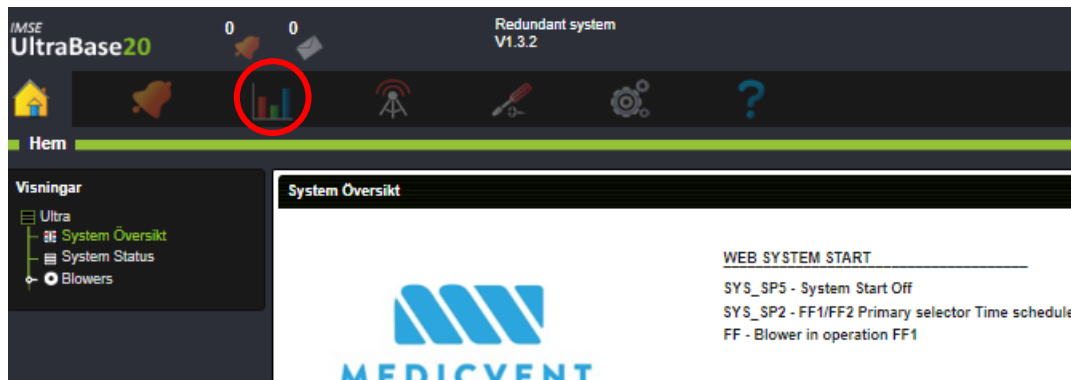 IMSE
UltraBase20
0 0
Redundant system
V1.3.2
?
Hem
Visningar
Ultra
System Översikt
System Status
Blowers
System Översikt
WEB SYSTEM START
SYS_SP5 - System Start Off
SYS_SP2 - FF1/FF2 Primary selector Time schedule
FF - Blower in operation FF1
MEDICVENT